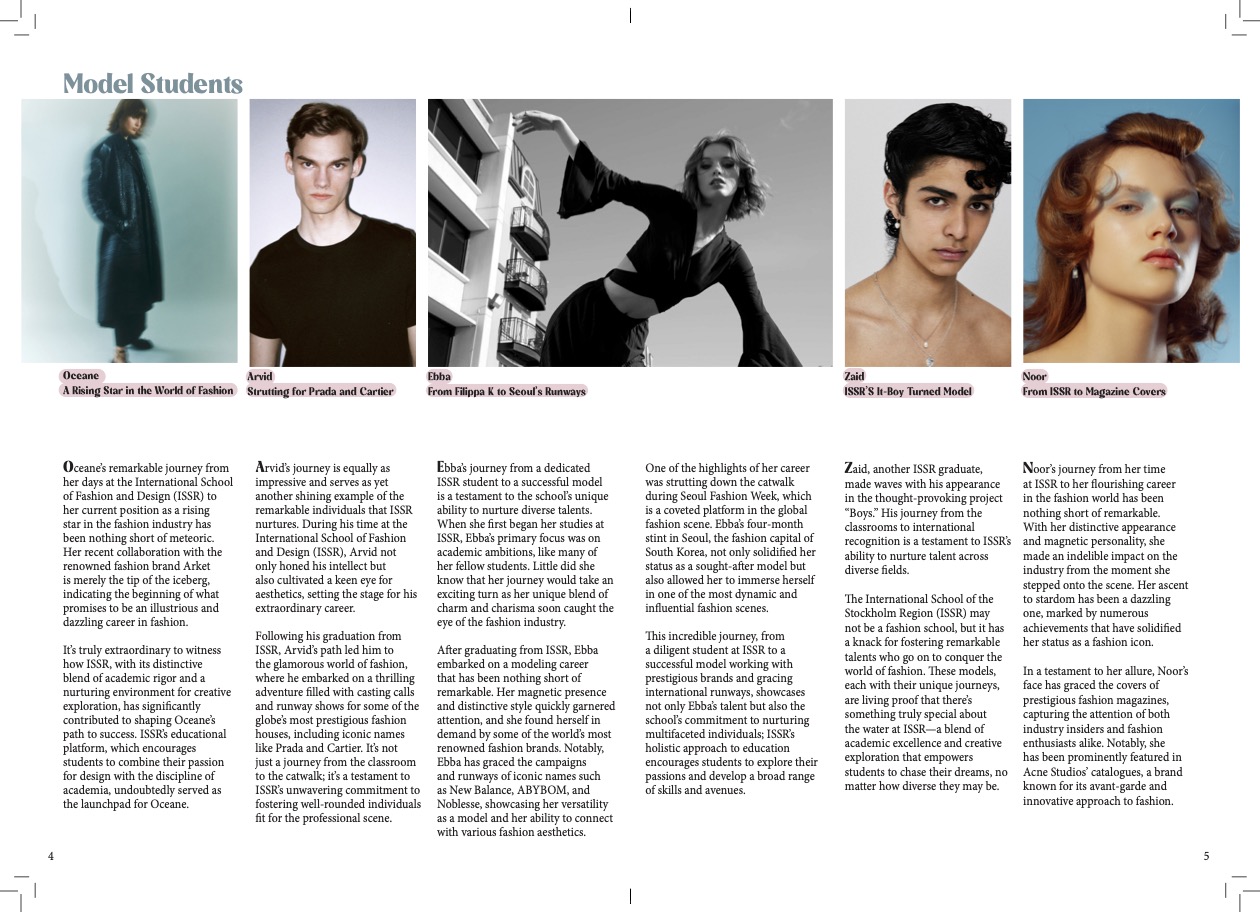 Model Students
Oceane
A Rising Star in the World of Fashion
Arvid
Strutting for Prada and Cartier
Ebba
From Filippa K to Seoul's Runways
Zaid
ISSR'S It-Boy Turned Model
Noor
From ISSR to Magazine Covers
Oceane's remarkable journey from
her days at the International School
of Fashion and Design (ISSR) to
her current position as a rising
star in the fashion industry has
been nothing short of meteoric.
Her recent collaboration with the
renowned fashion brand Arket
is merely the tip of the iceberg,
indicating the beginning of what
promises to be an illustrious and
dazzling career in fashion.
It's truly extraordinary to witness
how ISSR, with its distinctive
blend of academic rigor and a
nurturing environment for creative
exploration, has significantly
contributed to shaping Oceane's
path to success. ISSR's educational
platform, which encourages
students to combine their passion
for design with the discipline of
academia, undoubtedly served as
the launchpad for Oceane.
Arvid's journey is equally as
impressive and serves as yet
another shining example of the
remarkable individuals that ISSR
nurtures. During his time at the
International School of Fashion
and Design (ISSR), Arvid not
only honed his intellect but
also cultivated a keen eye for
aesthetics, setting the stage for his
extraordinary career.
Following his graduation from
ISSR, Arvid's path led him to
the glamorous world of fashion,
where he embarked on a thrilling
adventure filled with casting calls
and runway shows for some of the
globe's most prestigious fashion
houses, including iconic names
like Prada and Cartier. It's not
just a journey from the classroom
to the catwalk; it's a testament to
ISSR's unwavering commitment to
fostering well-rounded individuals
fit for the professional scene.
Ebba's journey from a dedicated
ISSR student to a successful model
is a testament to the school's unique
ability to nurture diverse talents.
When she first began her studies at
ISSR, Ebba's primary focus was on
academic ambitions, like many of
her fellow students. Little did she
know that her journey would take an
exciting turn as her unique blend of
charm and charisma soon caught the
eye of the fashion industry.
After graduating from ISSR, Ebba
embarked on a modeling career
that has been nothing short of
remarkable. Her magnetic presence
and distinctive style quickly garnered
attention, and she found herself in
demand by some of the world's most
renowned fashion brands. Notably,
Ebba has graced the campaigns
and runways of iconic names such
as New Balance, ABYBOM, and
Noblesse, showcasing her versatility
as a model and her ability to connect
with various fashion aesthetics.
One of the highlights of her career
was strutting down the catwalk
during Seoul Fashion Week, which
is a coveted platform in the global
fashion scene. Ebba's four-month
stint in Seoul, the fashion capital of
South Korea, not only solidified her
status as a sought-after model but
also allowed her to immerse herself
in one of the most dynamic and
influential fashion scenes.
This incredible journey, from
a diligent student at ISSR to a
successful model working with
prestigious brands and gracing
international runways, showcases
not only Ebba's talent but also the
school's commitment to nurturing
multifaceted individuals; ISSR's
holistic approach to education
encourages students to explore their
passions and develop a broad range
of skills and avenues.
Zaid, another ISSR graduate,
made waves with his appearance
in the thought-provoking project
“Boys.” His journey from the
classrooms to international
recognition is a testament to ISSR's
ability to nurture talent across
diverse fields.
The International School of the
Stockholm Region (ISSR) may
not be a fashion school, but it has
a knack for fostering remarkable
talents who go on to conquer the
world of fashion. These models,
each with their unique journeys,
are living proof that there's
something truly special about
the water at ISSR—a blend of
academic excellence and creative
exploration that empowers
students to chase their dreams, no
matter how diverse they may be.
Noor's journey from her time
at ISSR to her flourishing career
in the fashion world has been
nothing short of remarkable.
With her distinctive appearance
and magnetic personality, she
made an indelible impact on the
industry from the moment she
stepped onto the scene. Her ascent
to stardom has been a dazzling
one, marked by numerous
achievements that have solidified
her status as a fashion icon.
In a testament to her allure, Noor's
face has graced the covers of
prestigious fashion magazines,
capturing the attention of both
industry insiders and fashion
enthusiasts alike. Notably, she
has been prominently featured in
Acne Studios' catalogues, a brand
known for its avant-garde and
innovative approach to fashion.
4
5